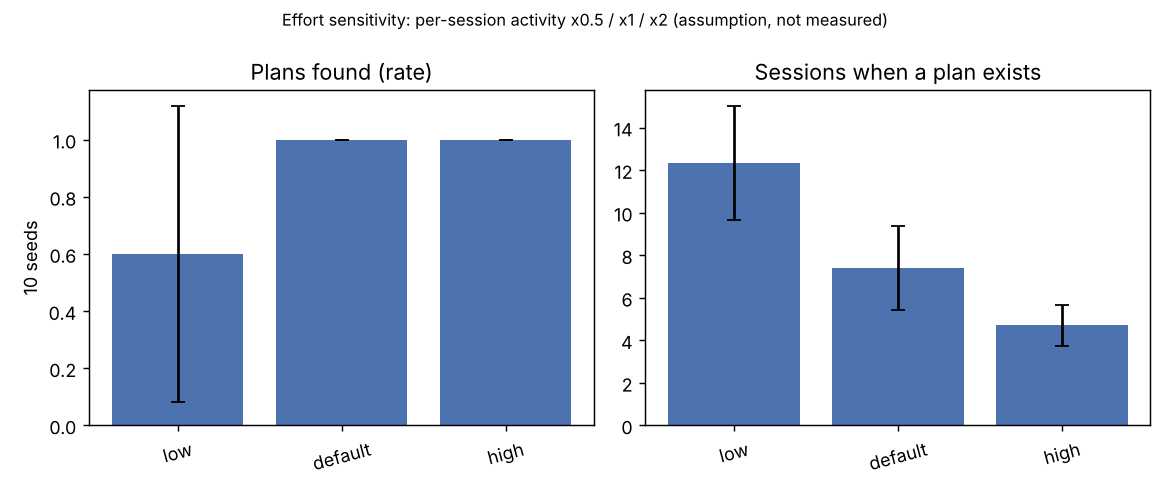 Effort sensitivity: per-session activity x0.5 / x1 / x2 (assumption, not measured)
Plans found (rate)
10 seeds
1.0
0.8
0.6
0.4
0.2
0.0
low
default
high
Sessions when a plan exists
14
12
10
8
6
4
2
0
low
default
high